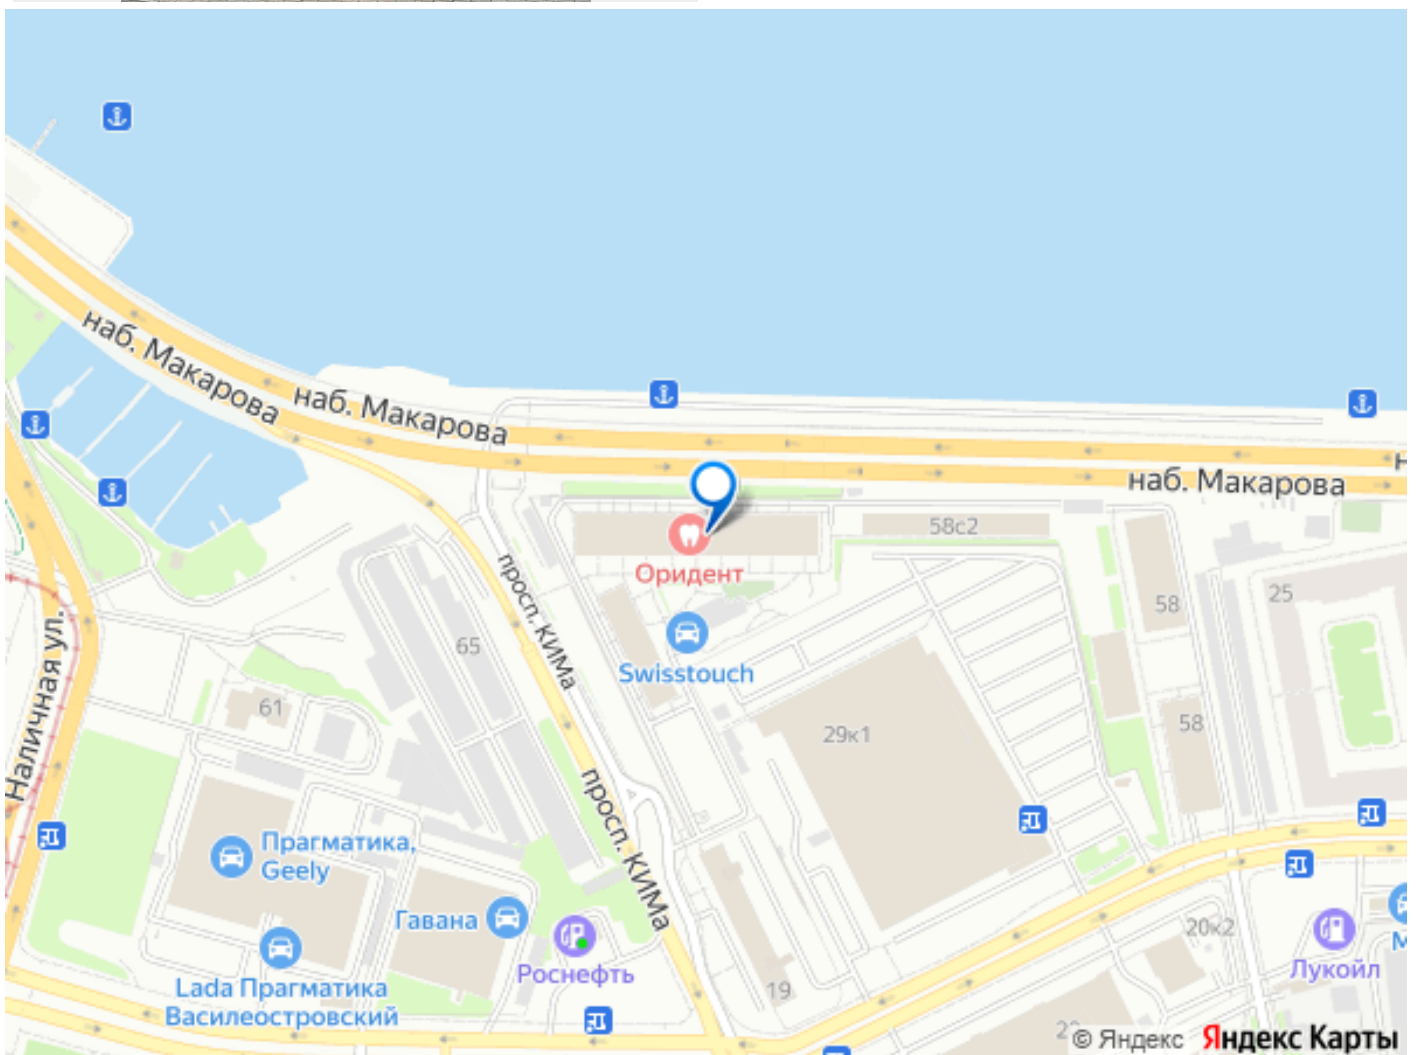 наб. Макарова
наб. Макарова
наб. Макарова
н
58с2
Оридент
просп. КИМа
25
58
65
Swisstouch
Наличная ул.
61
58
29к1
просп. КИМа
Прагматика,
Geely
Гавана
20к2
М
Роснефть
Лукойл
Lada Прагматика
Василеостровский
19
© Яндекс Яндекс Карты